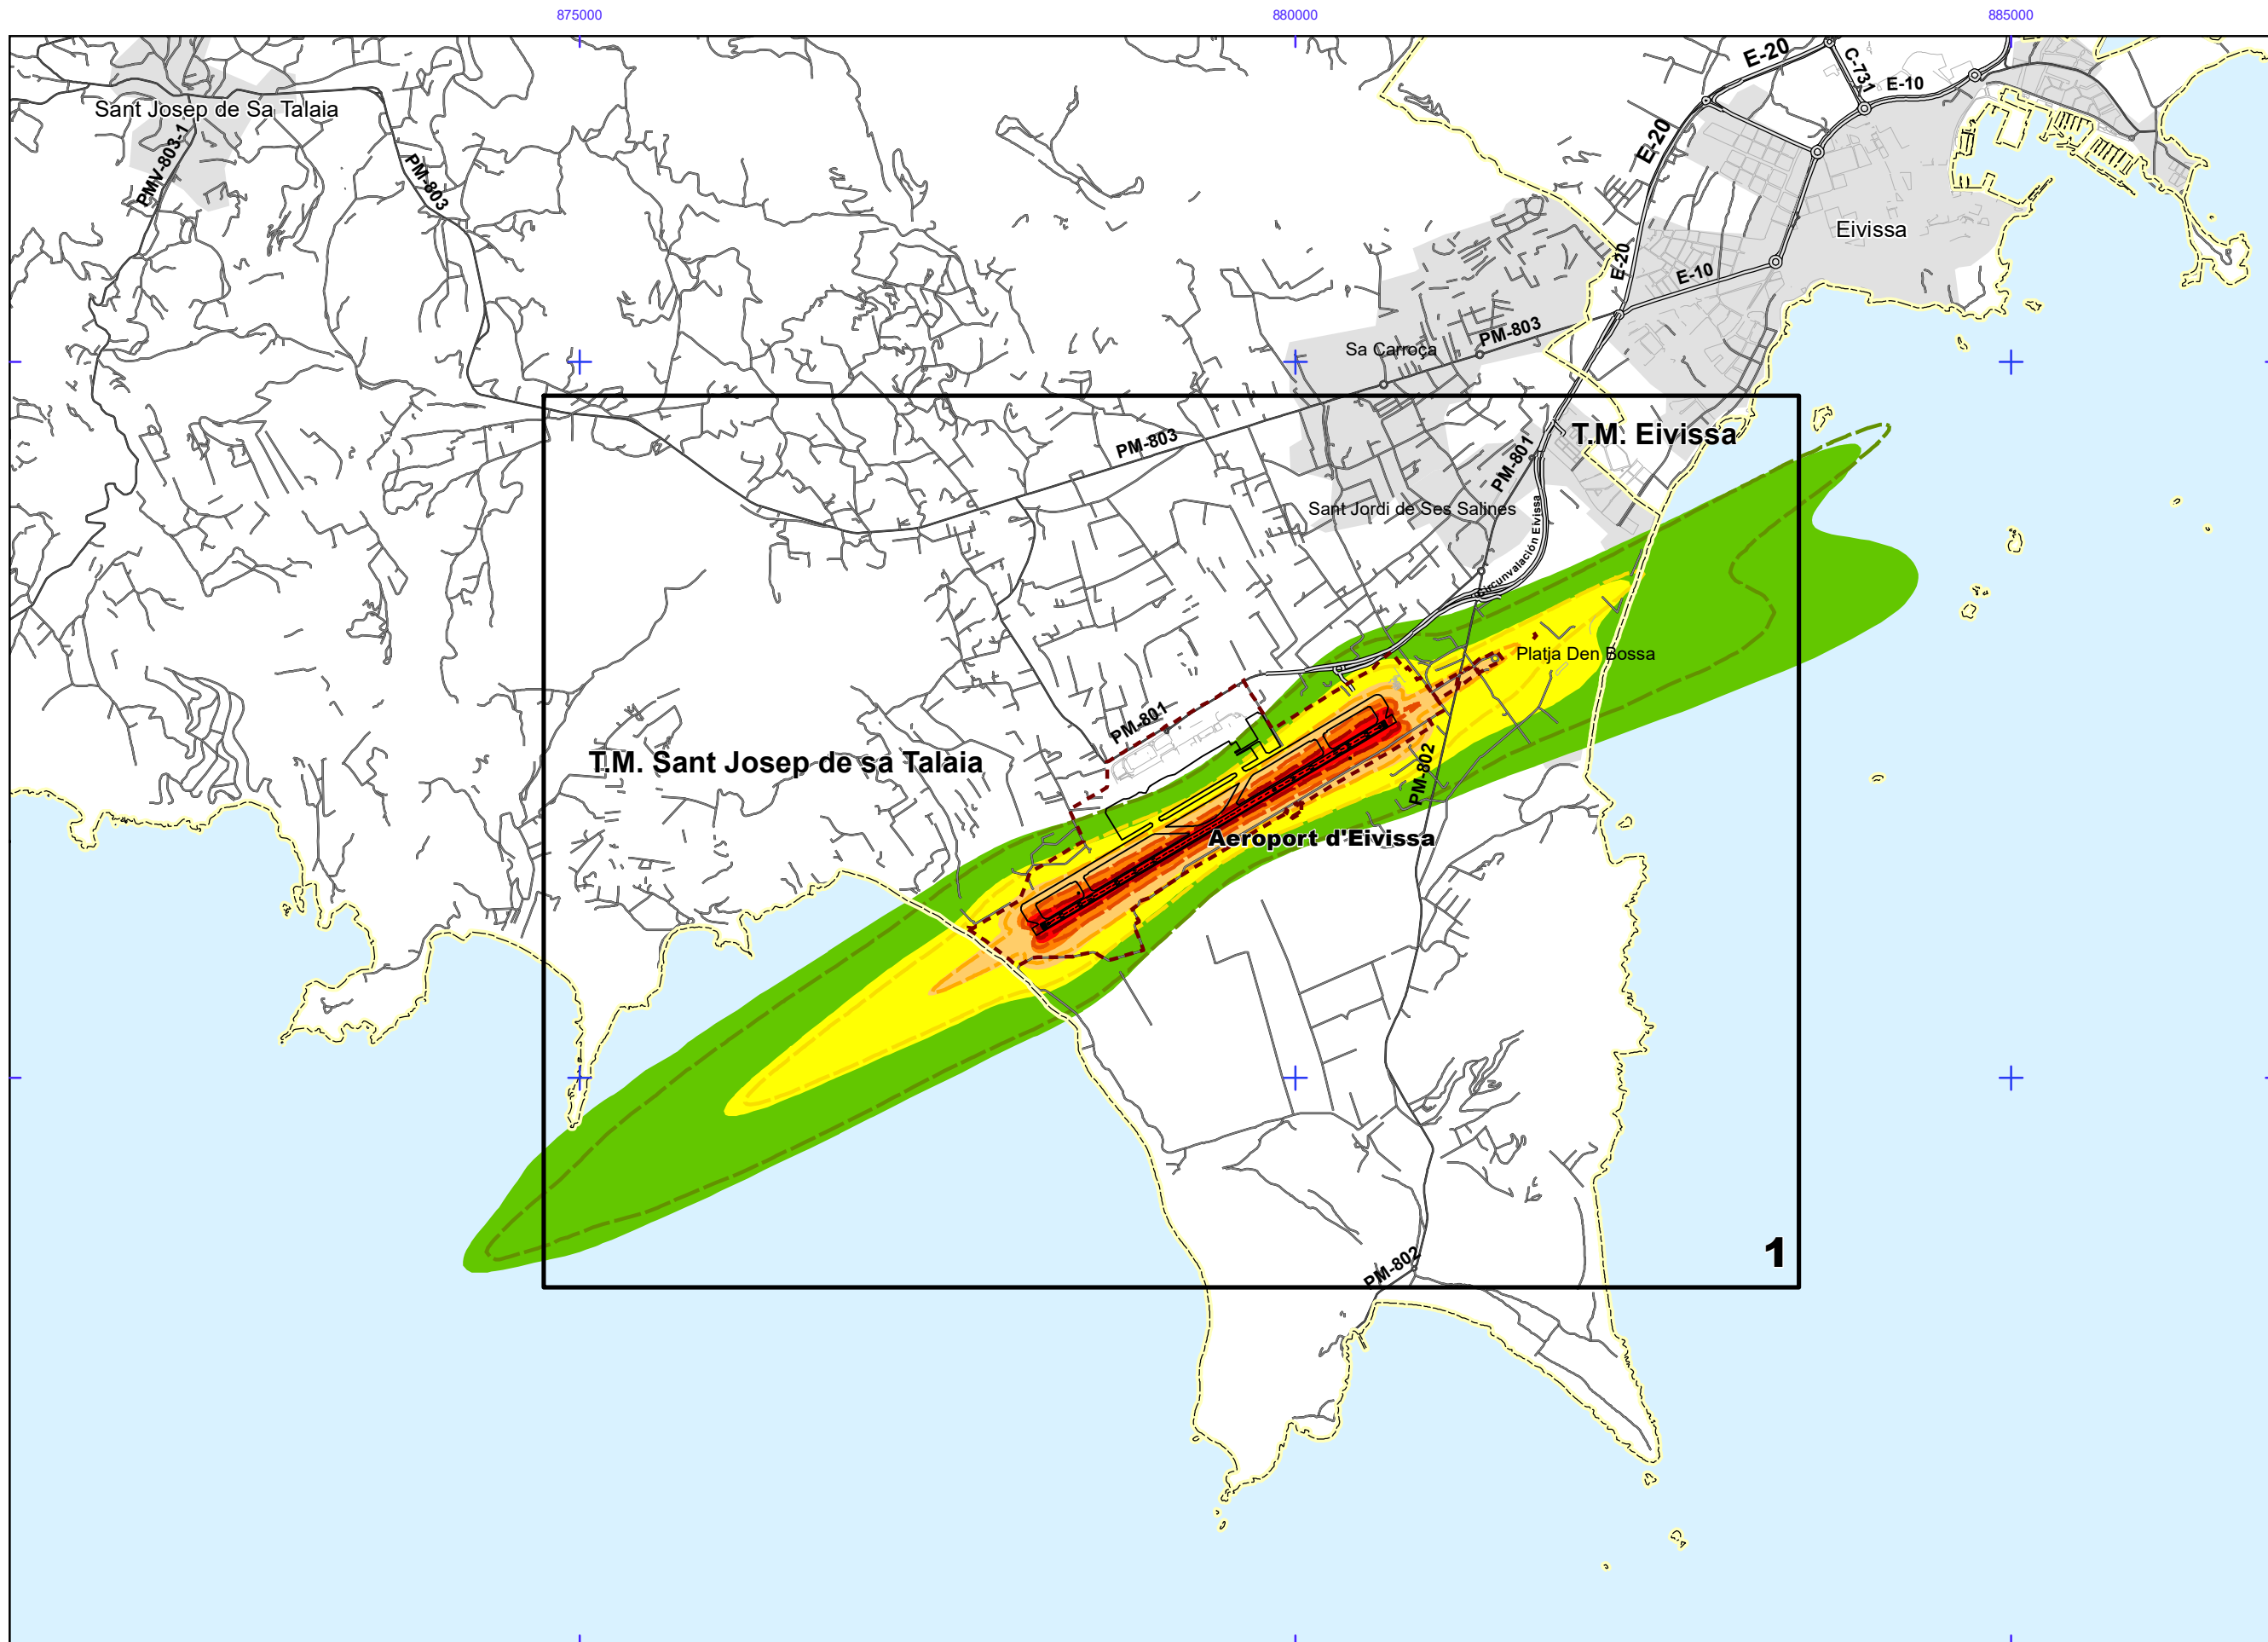 875000
880000
885000
E-20
C-731
E-10
Sant Josep de Sa Talaia
PMV-803-1
PM-803
E-20
Eivissa
E-20
E-10
PM-803
Sa Carroça
T.M. Eivissa
PM-803
PM-801
Sant Jordi de Ses Salines
Circunvalación Eivissa
Platja Den Bossa
PM-801
T.M. Sant Josep de sa Talaia
PM-802
Aeroport d'Eivissa
PM-802
1